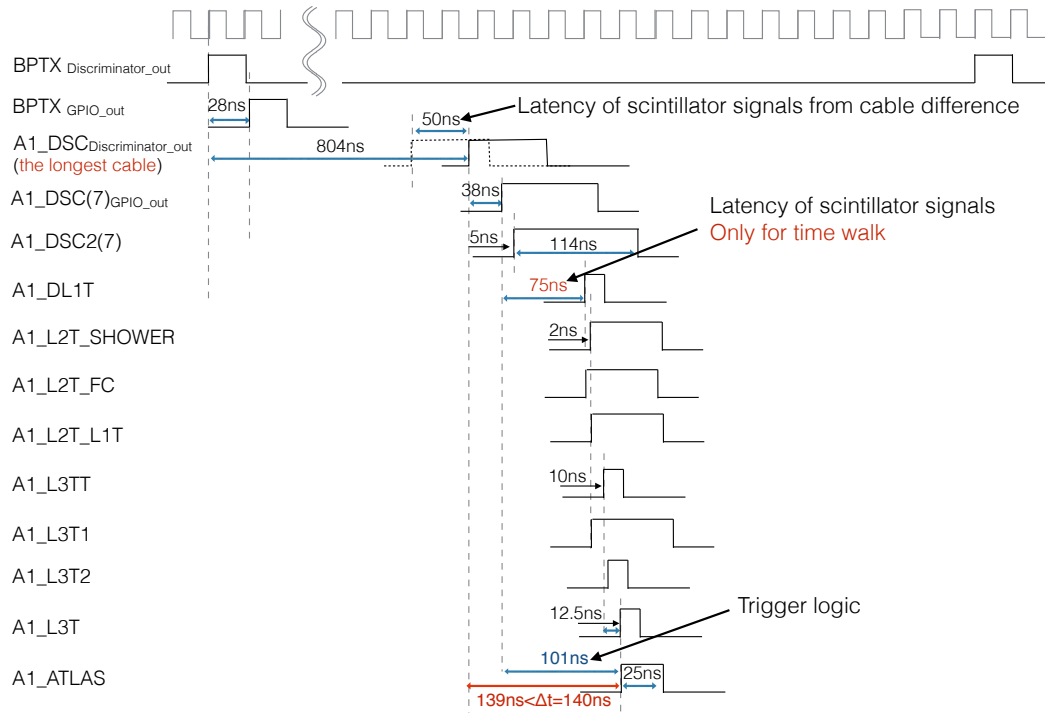 BPTX Discriminator_out
BPTX GPIO_out
28ns
Latency of scintillator signals from cable difference
50ns
A1_DSCDiscriminator_out
(the longest cable)
804ns
A1_DSC(7)GPIO_out
38ns
Latency of scintillator signals
Only for time walk
A1_DSC2(7)
5ns
114ns
A1_DL1T
75ns
A1_L2T_SHOWER
2ns
A1_L2T_FC
A1_L2T_L1T
A1_L3TT
10ns
A1_L3T1
A1_L3T2
A1_L3T
12.5ns
Trigger logic
A1_ATLAS
101ns
25ns
139ns<Δt=140ns